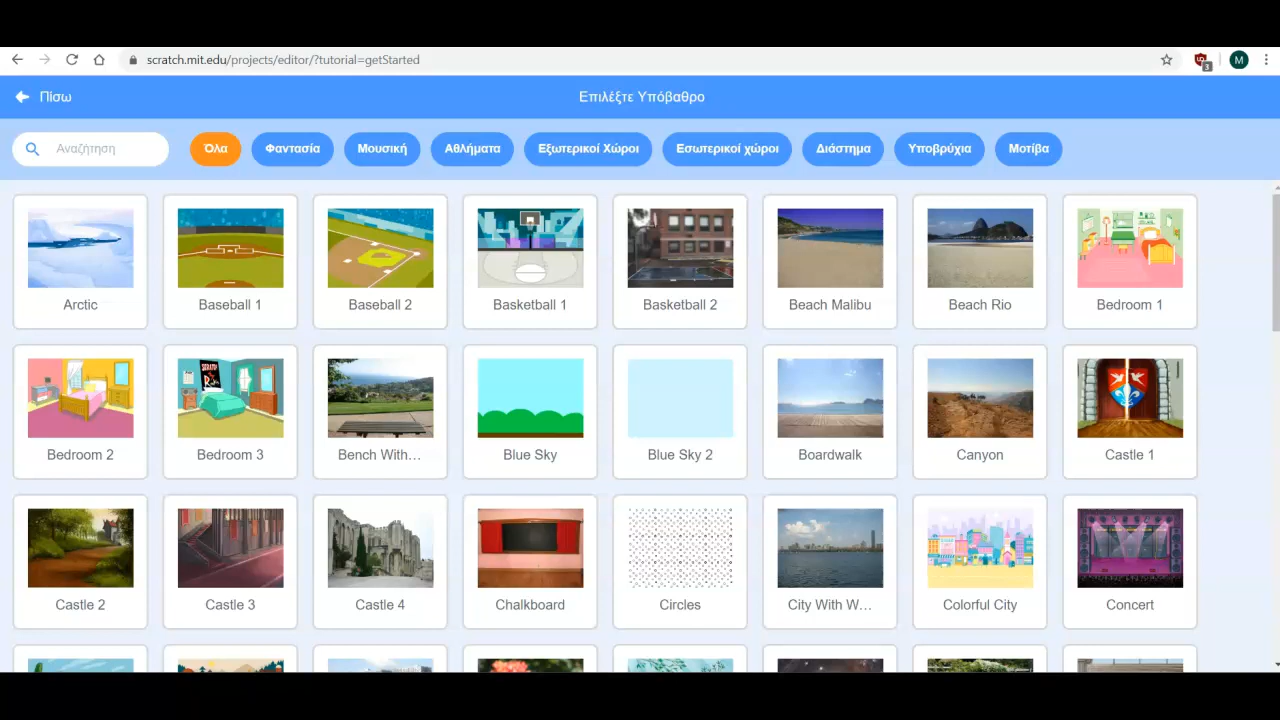 scratch.mit.edu/projects/editor/?tutorial=getStarted
3
M
Πίσω
Επιλέξτε Υπόβαθρο
Αναζήτηση
Όλα
Φαντασία
Μουσική
Αθλήματα
Εξωτερικοί Χώροι
Εσωτερικοί χώροι
Διάστημα
Υποβρύχια
Μοτίβα
Arctic
Baseball 1
Baseball 2
Basketball 1
Basketball 2
Beach Malibu
Beach Rio
Bedroom 1
Bedroom 2
Bedroom 3
Bench With...
Blue Sky
Blue Sky 2
Boardwalk
Canyon
Castle 1
Castle 2
Castle 3
Castle 4
Chalkboard
Circles
City With W...
Colorful City
Concert